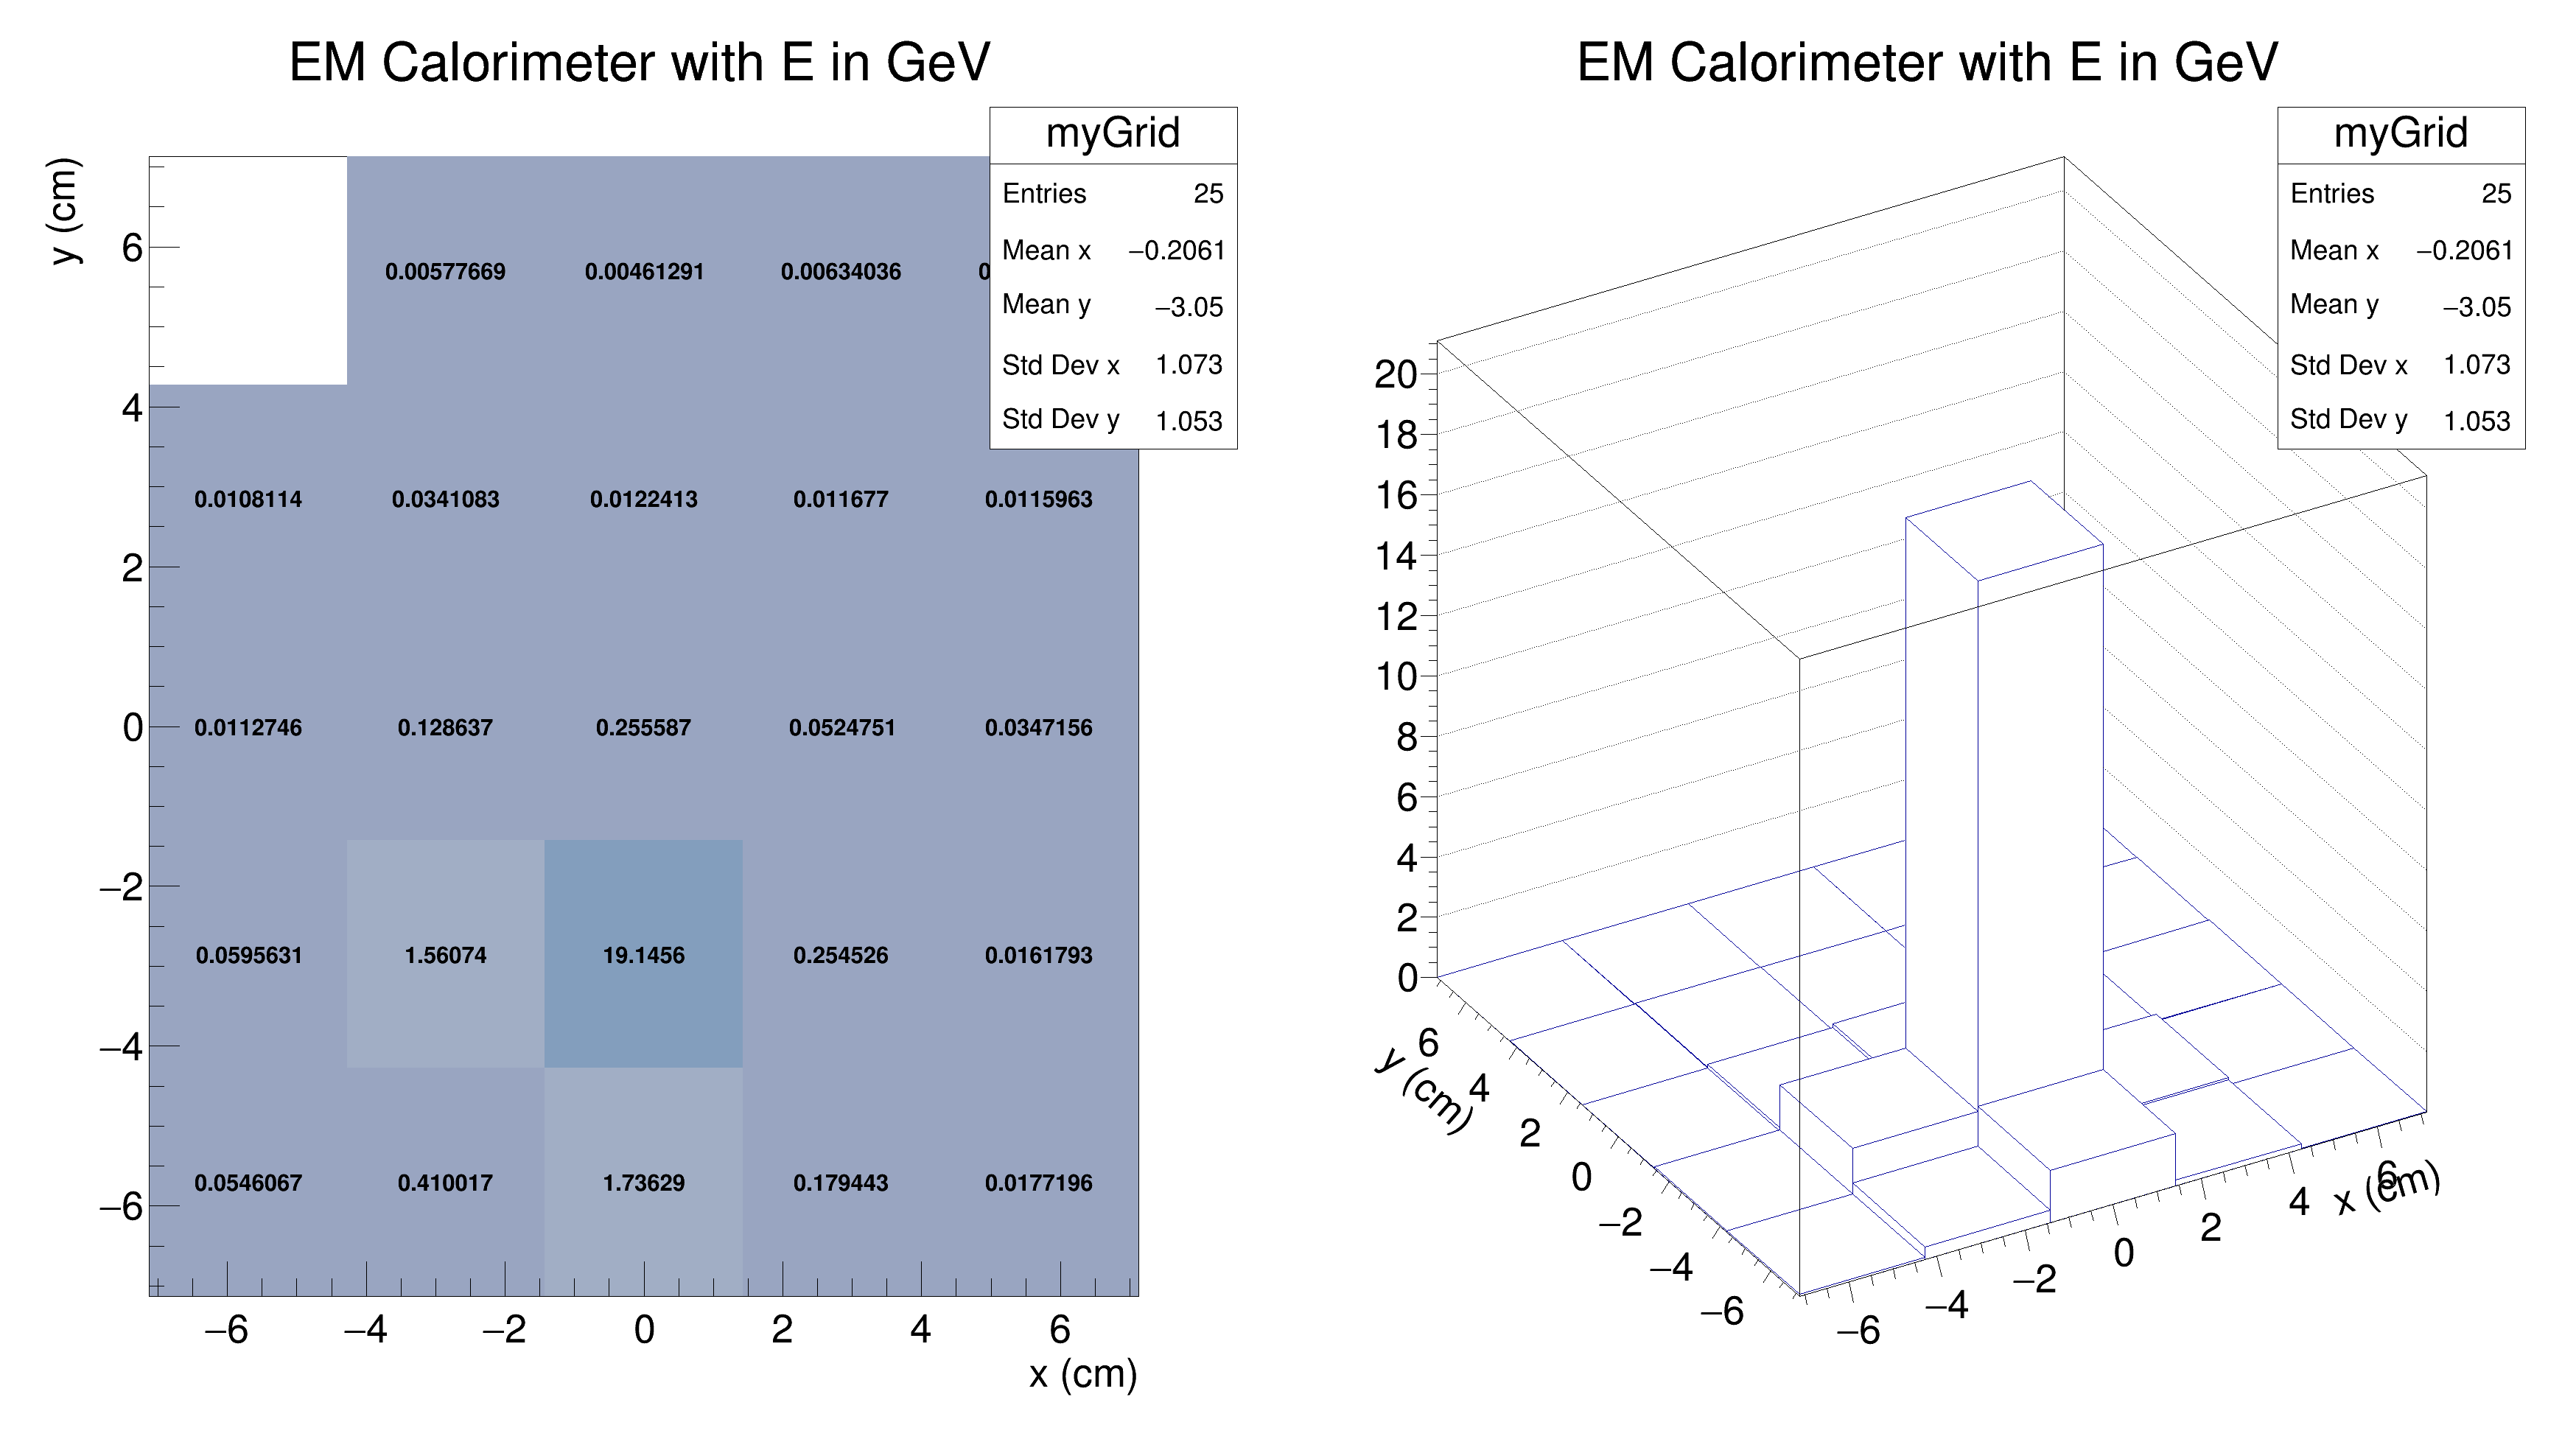 EM Calorimeter with E in GeV
myGrid
Entries 25
Mean x −0.2061
Mean y −3.05
Std Dev x 1.073
Std Dev y 1.053
y (cm)
6
4
2
0
−2
−4
−6
0.00577669 0.00461291 0.00634036
0.0108114 0.0341083 0.0122413 0.011677 0.0115963
0.0112746 0.128637 0.255587 0.0524751 0.0347156
0.0595631 1.56074 19.1456 0.254526 0.0161793
0.0546067 0.410017 1.73629 0.179443 0.0177196
−6 −4 −2 0 2 4 6
x (cm)
EM Calorimeter with E in GeV
myGrid
Entries 25
Mean x −0.2061
Mean y −3.05
Std Dev x 1.073
Std Dev y 1.053
20
18
16
14
12
10
8
6
4
2
0
y (cm)
6
4
2
0
−2
−4
−6
−6
−4
−2
0
2
4
6
x (cm)